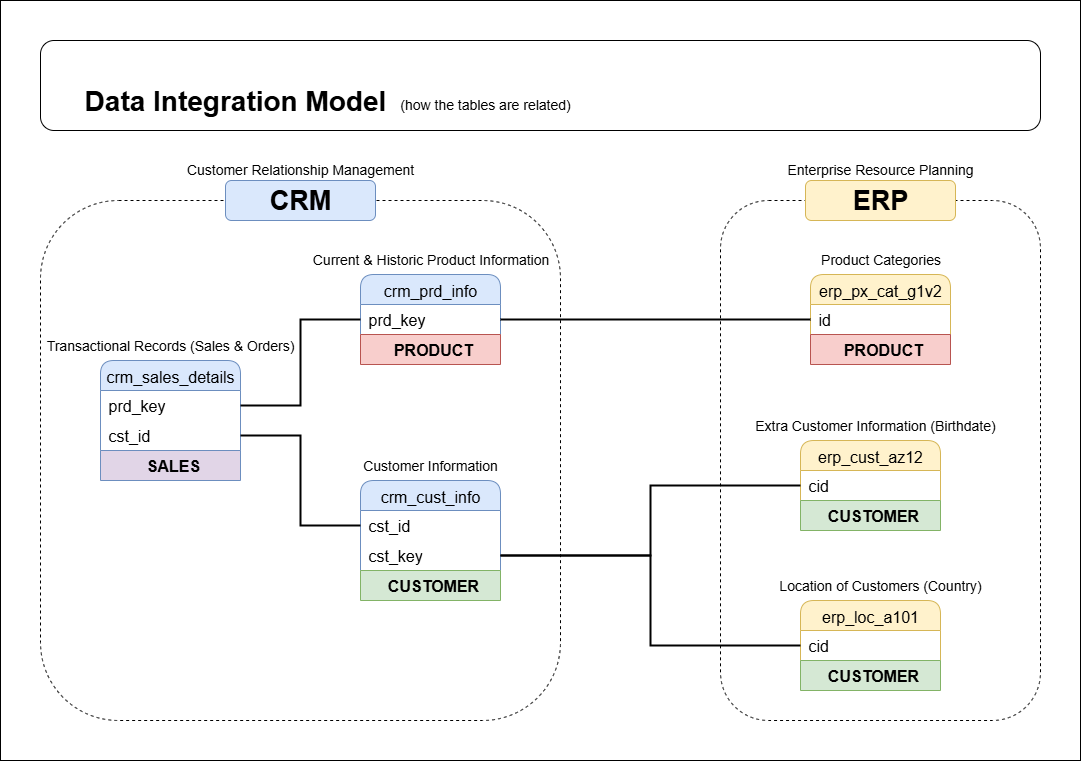 Data Integration Model (how the tables are related)
Customer Relationship Management
CRM
Enterprise Resource Planning
ERP
Current & Historic Product Information
crm_prd_info
prd_key
PRODUCT
Product Categories
erp_px_cat_g1v2
id
PRODUCT
Transactional Records (Sales & Orders)
crm_sales_details
prd_key
cst_id
SALES
Customer Information
crm_cust_info
cst_id
cst_key
CUSTOMER
Extra Customer Information (Birthdate)
erp_cust_az12
cid
CUSTOMER
Location of Customers (Country)
erp_loc_a101
cid
CUSTOMER